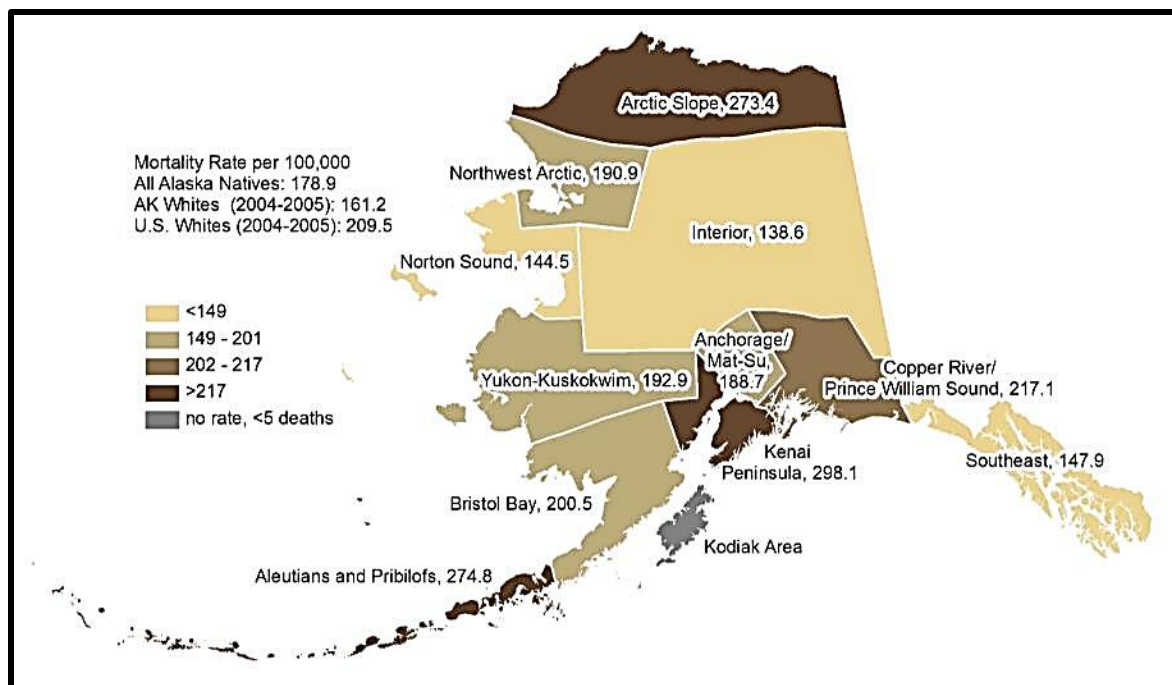 Arctic Slope, 273.4
Mortality Rate per 100,000
All Alaska Natives: 178.9
AK Whites (2004-2005): 161.2
U.S. Whites (2004-2005): 209.5
Northwest Arctic, 190.9
Interior, 138.6
Norton Sound, 144.5
<149
149 - 201
202 - 217
>217
no rate, <5 deaths
Anchorage/
Mat-Su,
188.7
Yukon-Kuskokwim, 192.9
Copper River/
Prince William Sound, 217.1
Kenai
Peninsula, 298.1
Southeast, 147.9
Bristol Bay, 200.5
Kodiak Area
Aleutians and Pribilofs, 274.8